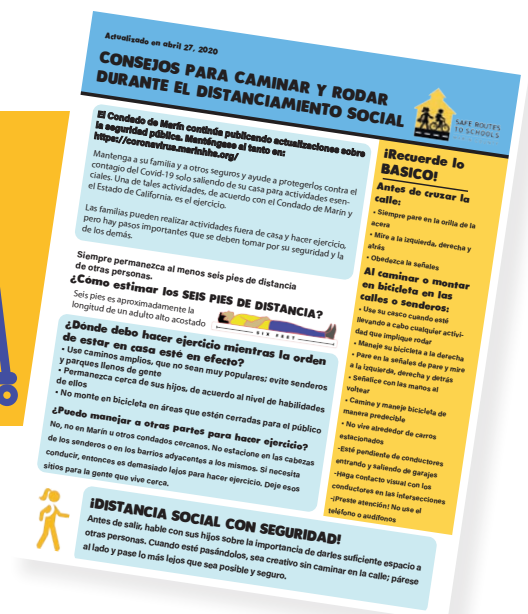 Actualizado en abril 27, 2020
CONSEJOS PARA CAMINAR Y RODAR
DURANTE EL DISTANCIAMIENTO SOCIAL
SAFE ROUTES
TO SCHOOLS
El Condado de Marín continúa publicando actualizaciones sobre
la seguridad pública. Manténgase al tanto en:
https://coronavirus.marinhhs.org/
Mantenga a su familia y a otros seguros y ayude a protegerlos contra el
contagio del Covid-19 solo saliendo de su casa para actividades esen-
ciales. Una de tales actividades, de acuerdo con el Condado de Marin y
el Estado de California, es el ejercicio.
Las familias pueden realizar actividades fuera de casa y hacer ejercicio,
pero hay pasos importantes que se deben tomar por su seguridad y la
de los demás.
Siempre permanezca al menos seis pies de distancia
de otras personas.
¿Cómo estimar los SEIS PIES DE DISTANCIA?
Seis pies es aproximadamente la
longitud de un adulto alto acostado
SIX FEET
¿Dónde debo hacer ejercicio mientras la orden
de estar en casa esté en efecto?
• Use caminos amplios, que no sean muy populares; evite senderos
y parques llenos de gente
• Permanezca cerca de sus hijos, de acuerdo al nivel de habilidades
de ellos
• No monte en bicicleta en áreas que estén cerradas para el público
¿Puedo manejar a otras partes para hacer ejercicio?
No, no en Marín u otros condados cercanos. No estacione en las cabezas
de los senderos o en los barrios adyacentes a los mismos. Si necesita
conducir, entonces es demasiado lejos para hacer ejercicio. Deje esos
sitios para la gente que vive cerca.
¡Recuerde lo
BASICO!
Antes de cruzar la
calle:
• Siempre pare en la orilla de la
acera
• Mire a la izquierda, derecha y
atrás
• Obedezca la señales
Al caminar o montar
en bicicleta en las
calles o senderos:
• Use su casco cuando esté
llevando a cabo cualquier activi-
dad que implique rodar
• Maneje su bicicleta a la derecha
• Pare en la señales de pare y mire
a la izquierda, derecha y detrás
• Señalice con las manos al
voltear
• Camine y maneje bicicleta de
manera predecible
• No vire alrededor de carros
estacionados
-Esté pendiente de conductores
entrando y saliendo de garajes
-Haga contacto visual con los
conductores en las intersecciones
-¡Preste atención! No use el
teléfono o audífonos
¡DISTANCIA SOCIAL CON SEGURIDAD!
Antes de salir, hable con sus hijos sobre la importancia de darles suficiente espacio a
otras personas. Cuando esté pasándolos, sea creativo sin caminar en la calle; párese
al lado y pase lo más lejos que sea posible y seguro.